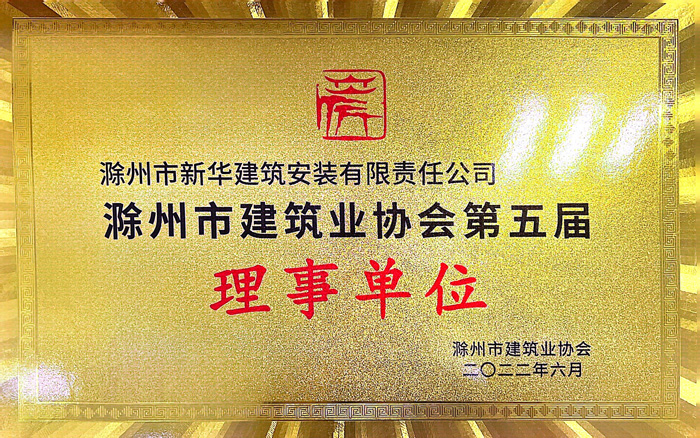 滁州市新华建筑安装有限责任公司
滁州市建筑业协会第五届
理事单位
滁州市建筑业协会
二〇二二年六月